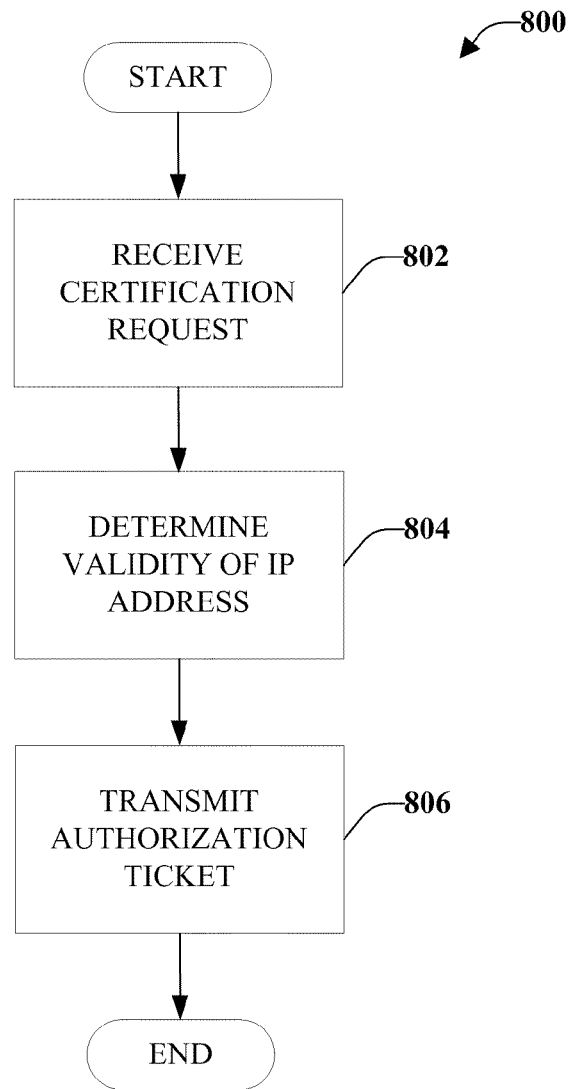 800
START
RECEIVE
CERTIFICATION
REQUEST
802
DETERMINE
VALIDITY OF IP
ADDRESS
804
TRANSMIT
AUTHORIZATION
TICKET
806
END